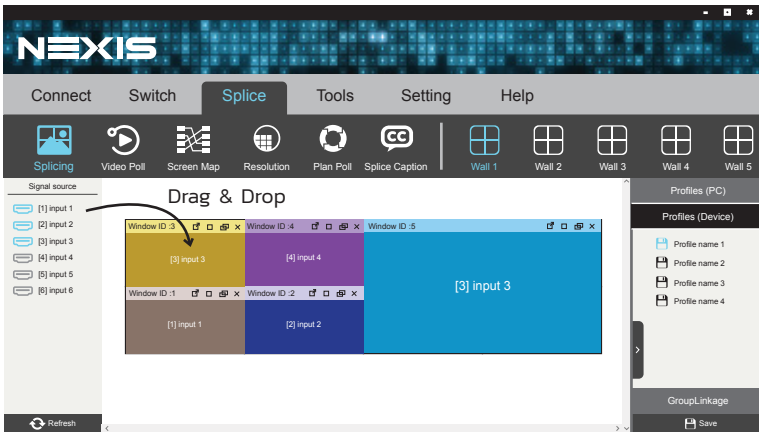 NEXIS
Connect Switch Splice Tools Setting Help
Splicing Video Poll Screen Map Resolution Plan Poll Splice Caption Wall 1 Wall 2 Wall 3 Wall 4 Wall 5
CC
Signal source
[1] input 1
[2] input 2
[3] input 3
[4] input 4
[5] input 5
[6] input 6
Refresh
Drag & Drop
Window ID :3 Window ID :4 Window ID :5
[3] input 3 [4] input 4 [3] input 3
Window ID :1 Window ID :2
[1] input 1 [2] input 2
Profiles (PC)
Profiles (Device)
Profile name 1
Profile name 2
Profile name 3
Profile name 4
GroupLinkage
Save